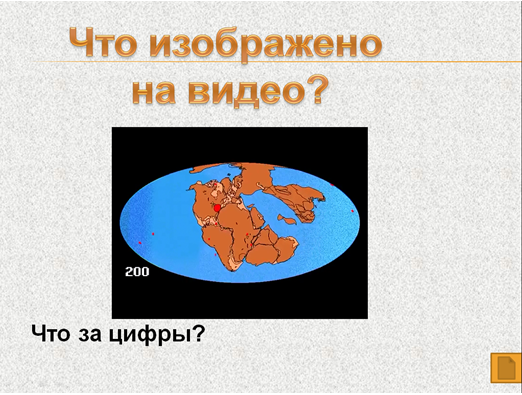 Что изображено
на видео?
200
Что за цифры?